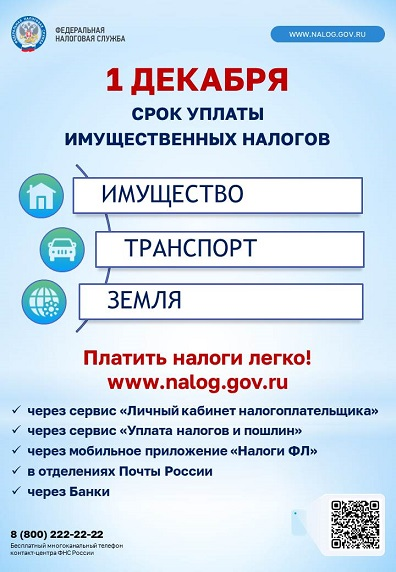 ФЕДЕРАЛЬНАЯ
НАЛОГОВАЯ СЛУЖБА
WWW.NALOG.GOV.RU
1 ДЕКАБРЯ
СРОК УПЛАТЫ
ИМУЩЕСТВЕННЫХ НАЛОГОВ
ИМУЩЕСТВО
ТРАНСПОРТ
ЗЕМЛЯ
Платить налоги легко!
www.nalog.gov.ru
✓ через сервис «Личный кабинет налогоплательщика»
✓ через сервис «Уплата налогов и пошлин»
✓ через мобильное приложение «Налоги ФЛ»
✓ в отделениях Почты России
✓ через Банки
8 (800) 222-22-22
Бесплатный многоканальный телефон
контакт-центра ФНС России